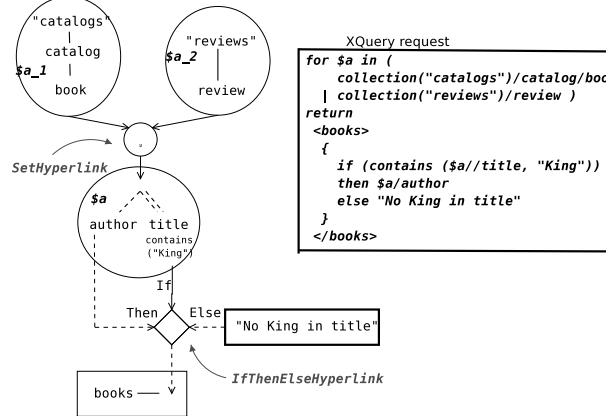 "catalogs"
catalog
$a_1
book
"reviews"
$a_2
review
SetHyperlink
$a
author title
contains
("King")
If
Then
Else
"No King in title"
IfThenElseHyperlink
books
XQuery request
for $a in (
collection("catalogs")/catalog/boo
| collection("reviews")/review )
return
<books>
{
if (contains ($a//title, "King"))
then $a/author
else "No King in title"
}
</books>